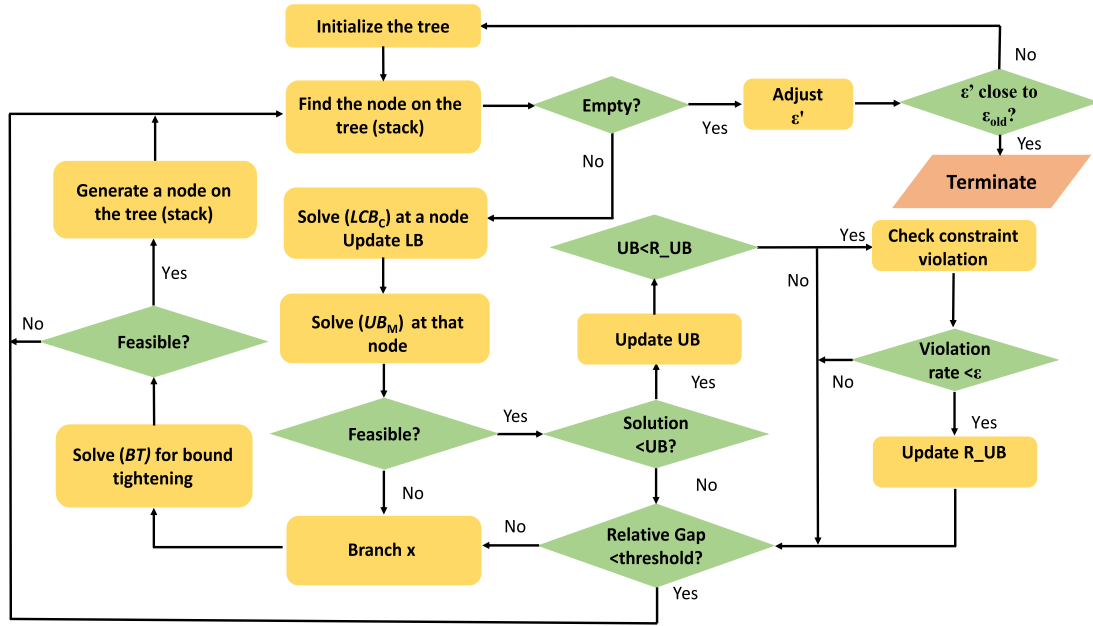 Initialize the tree
No
Find the node on the
tree (stack)
Empty?
Yes
Adjust
ε'
ε’ close to
εold?
Yes
Terminate
No
Generate a node on
the tree (stack)
Solve (LCBC) at a node
Update LB
UB<R_UB
Yes
Check constraint
violation
No
Yes
No
Feasible?
Solve (UBM) at that
node
Update UB
Violation
rate <ε
No
Yes
Yes
Feasible?
Yes
Solution
<UB?
Update R_UB
Solve (BT) for bound
tightening
No
No
Branch x
No
Relative Gap
<threshold?
Yes